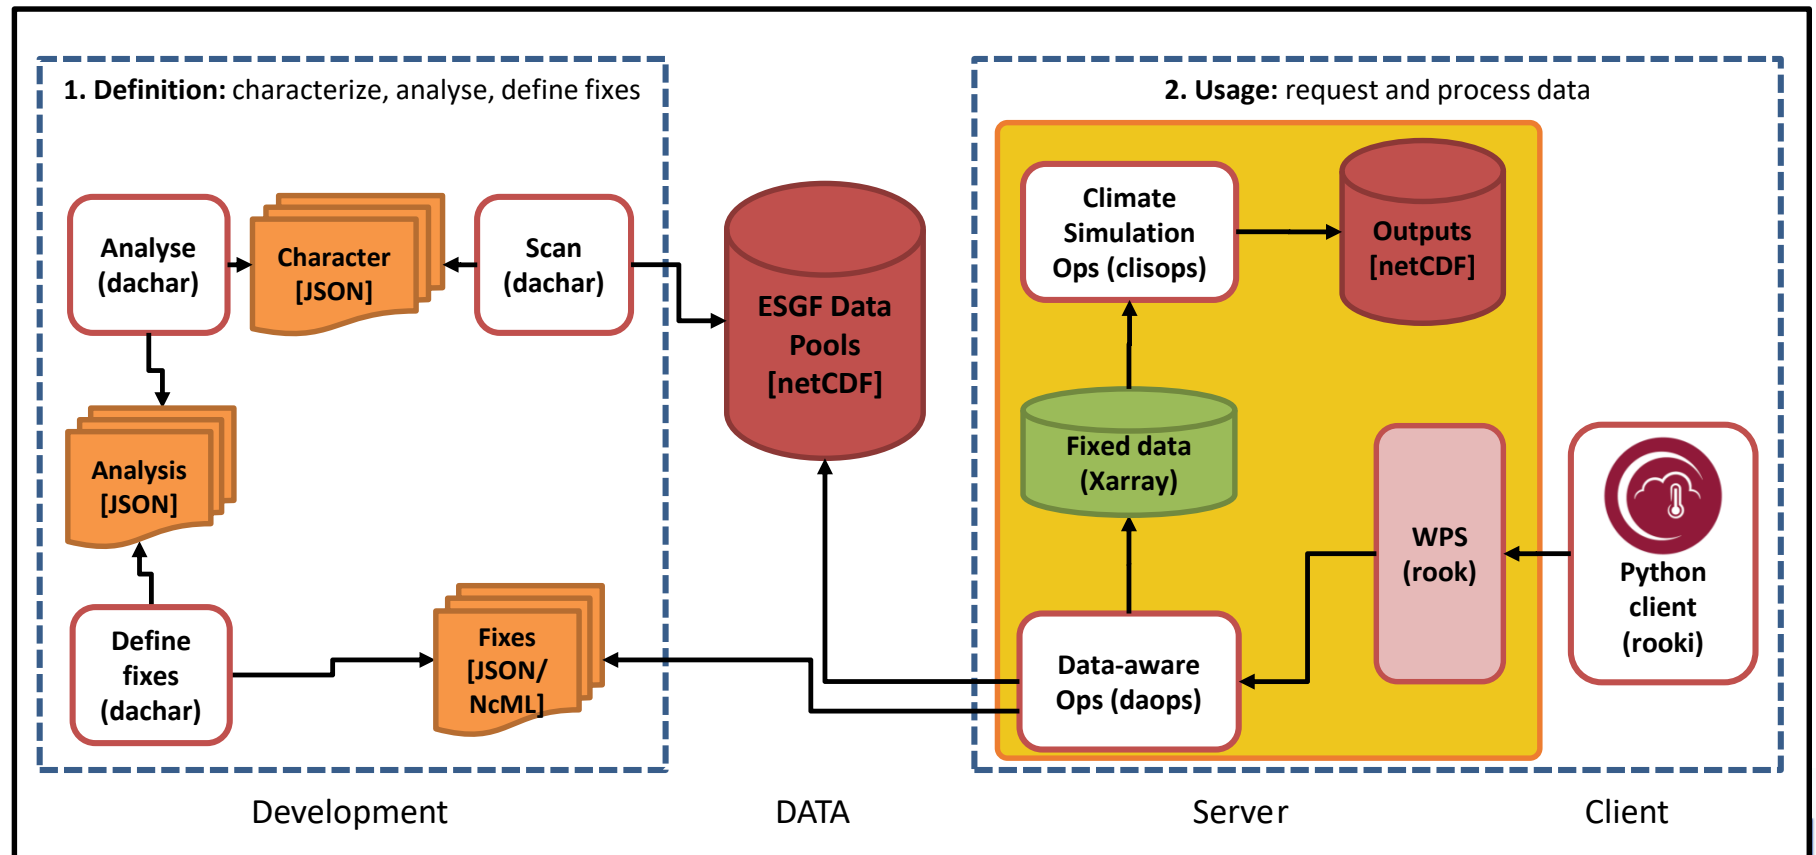 1. Definition: characterize, analyse, define fixes
Analyse
(dachar)
Character
[JSON]
Scan
(dachar)
Analysis
[JSON]
Define
fixes
(dachar)
Fixes
[JSON/
NcML]
ESGF Data
Pools
[netCDF]
2. Usage: request and process data
Climate
Simulation
Ops (clisops)
Outputs
[netCDF]
Fixed data
(Xarray)
Data-aware
Ops (daops)
WPS
(rook)
Python
client
(rooki)
Development
DATA
Server
Client